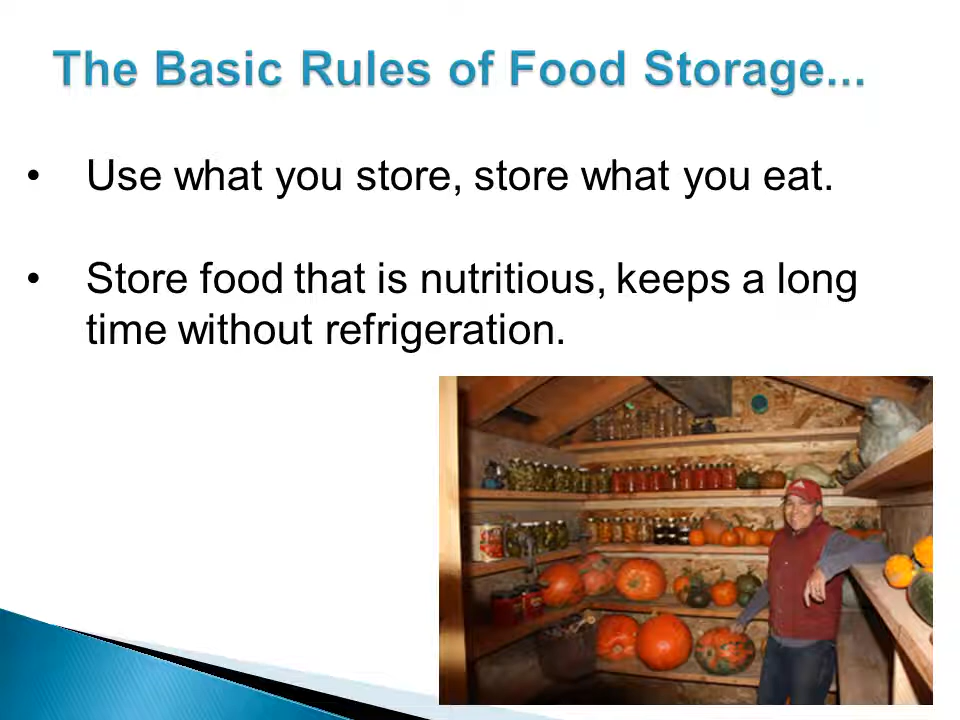 The Basic Rules of Food Storage...
• Use what you store, store what you eat.
• Store food that is nutritious, keeps a long
time without refrigeration.